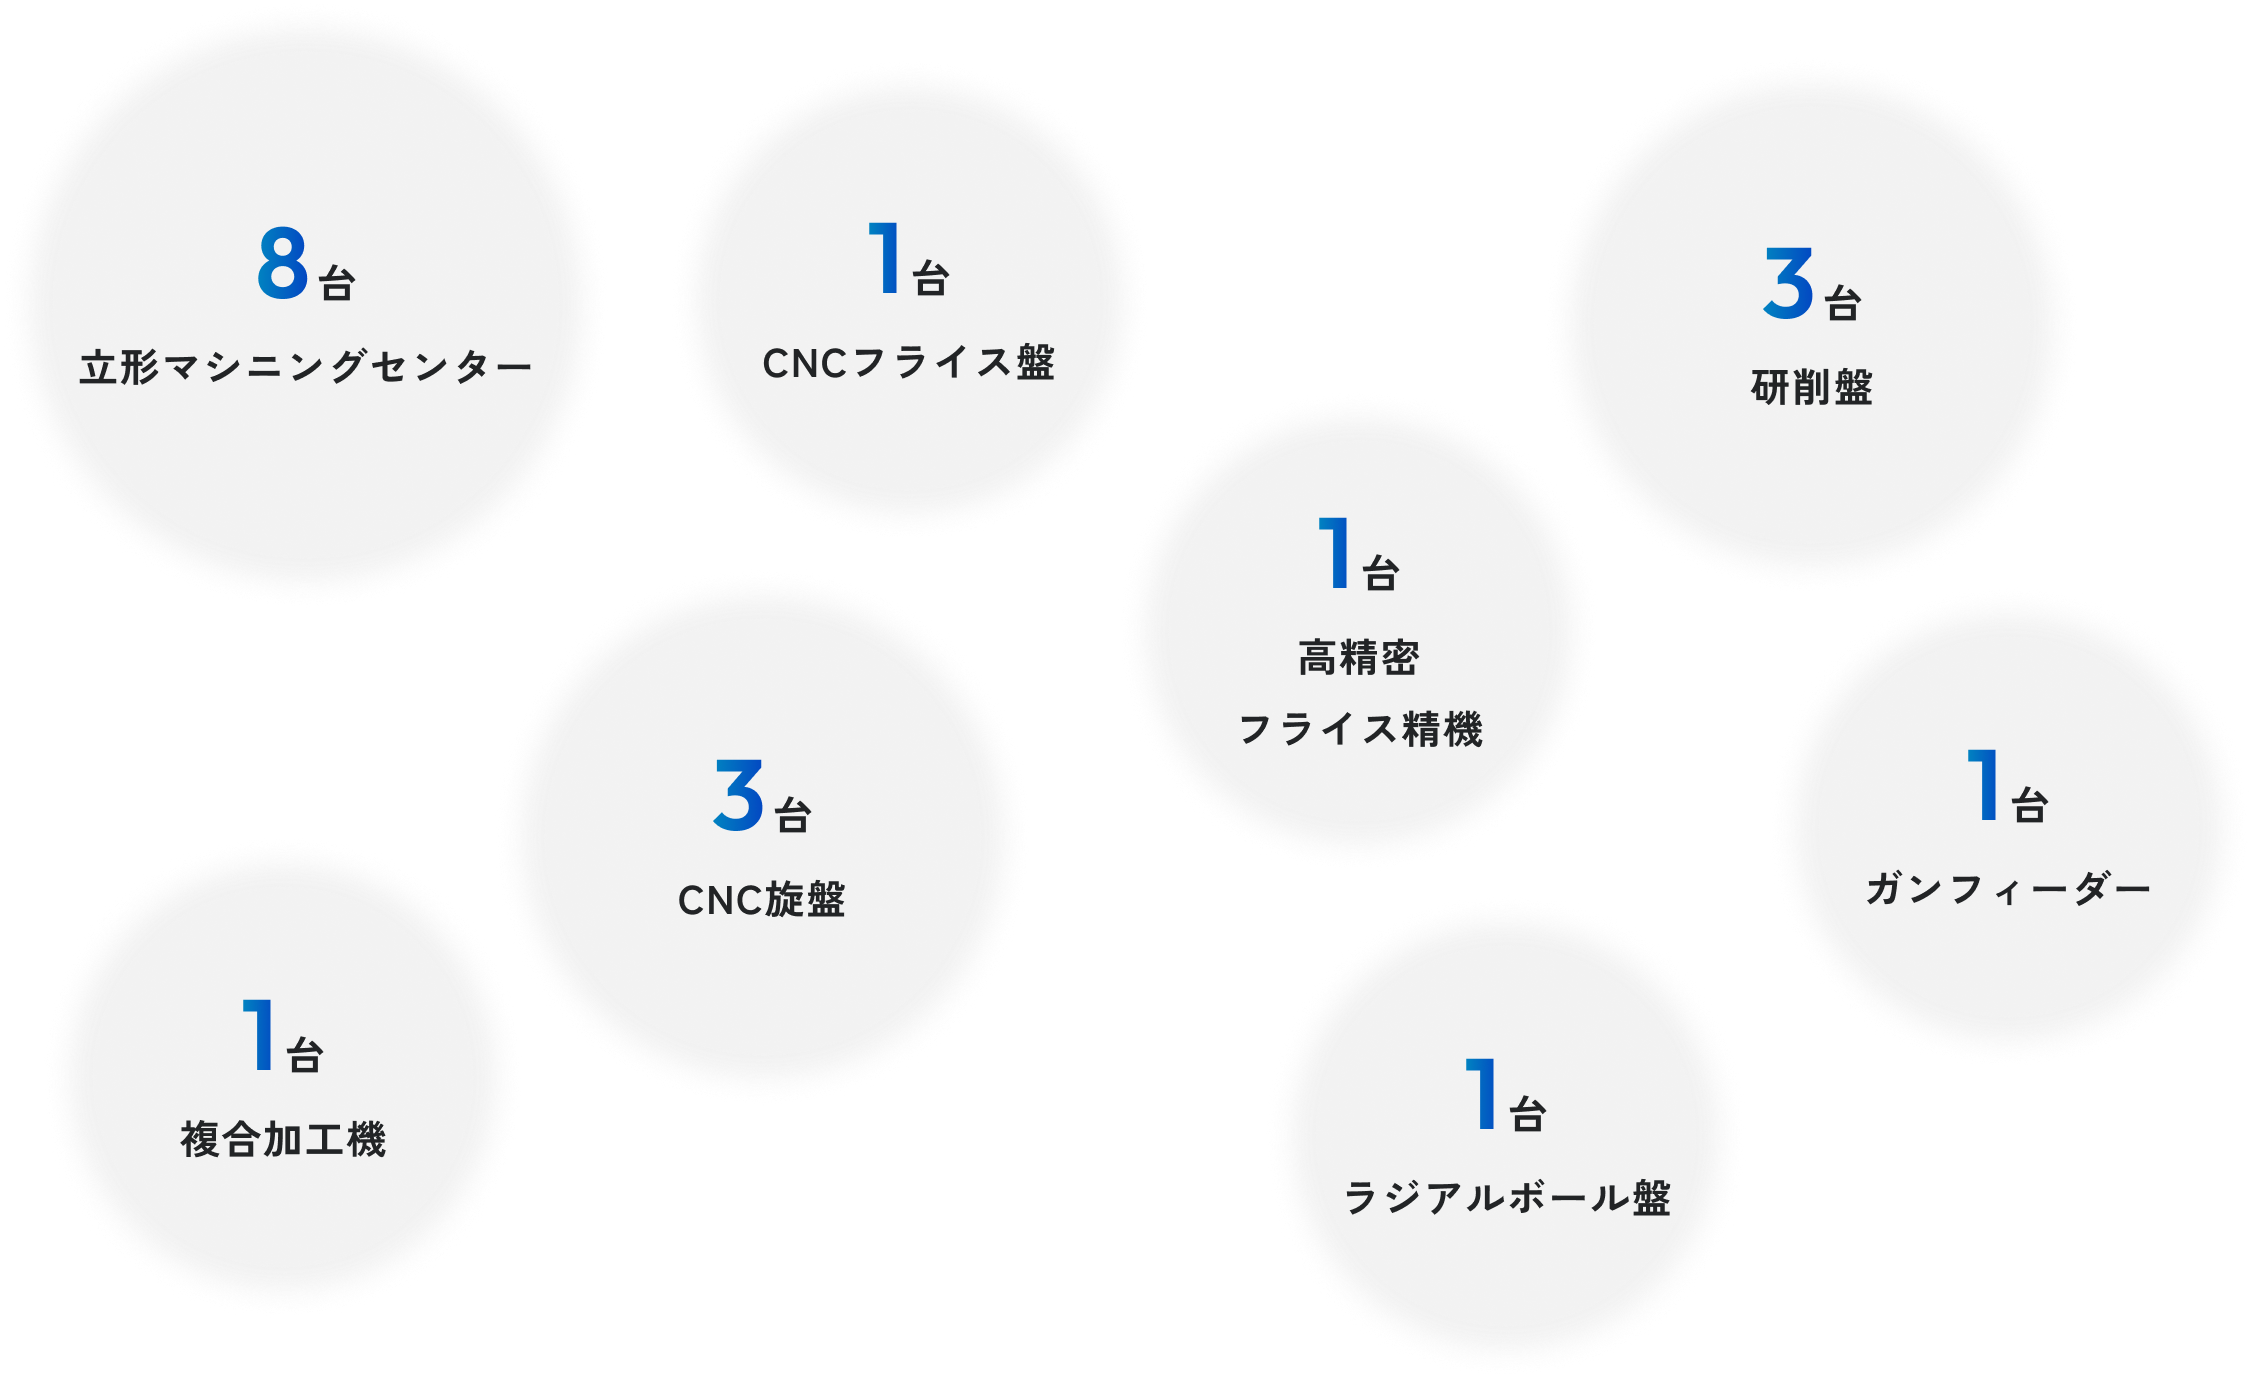 8台
立形マシニングセンター
1台
CNCフライス盤
3台
研削盤
1台
高精密
フライス精機
3台
CNC旋盤
1台
ガンフィーダー
1台
複合加工機
1台
ラジアルボール盤